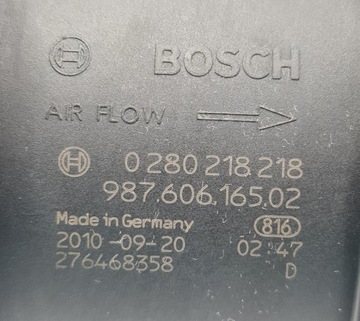 BOSCH
AIR FLOW
0 280 218 218
987.606.165.02
Made in Germany 816
2010-09-20 02:47
276468358 D